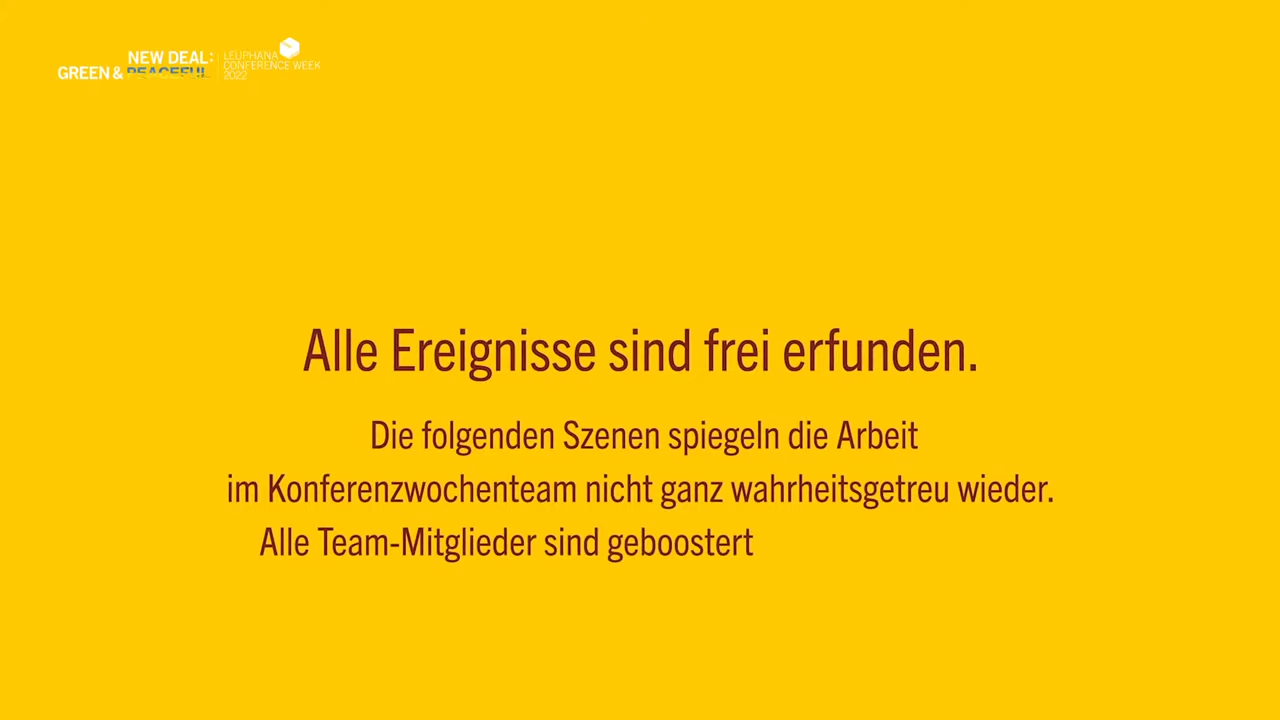 NEW DEAL:
GREEN & PEACEFUL
LEUPHANA
CONFERENCE WEEK
2022
Alle Ereignisse sind frei erfunden.
Die folgenden Szenen spiegeln die Arbeit
im Konferenzwochenteam nicht ganz wahrheitsgetreu wieder.
Alle Team-Mitglieder sind geboostert